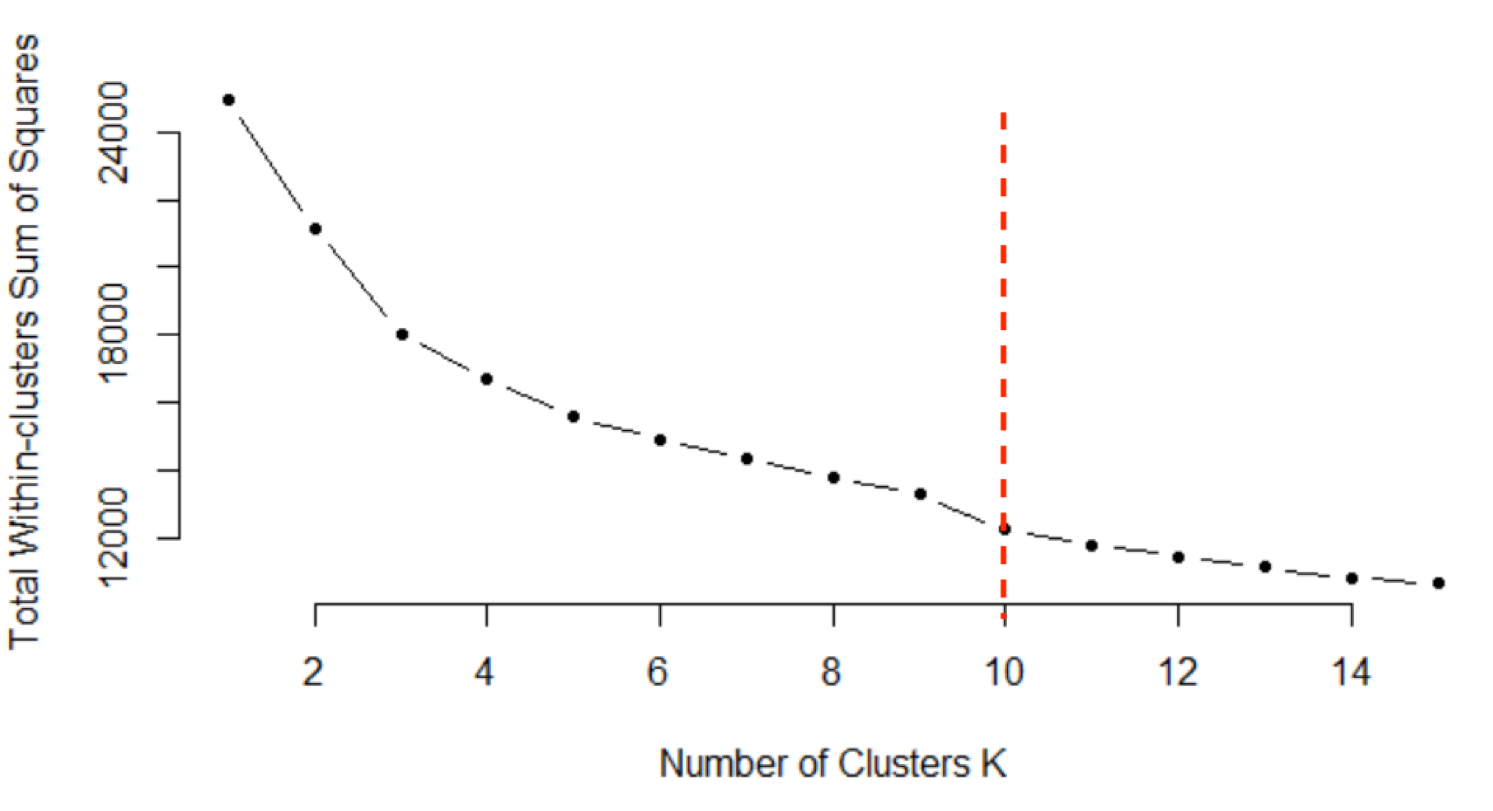 Total Within-clusters Sum of Squares
24000
18000
12000
2 4 6 8 10 12 14
Number of Clusters K